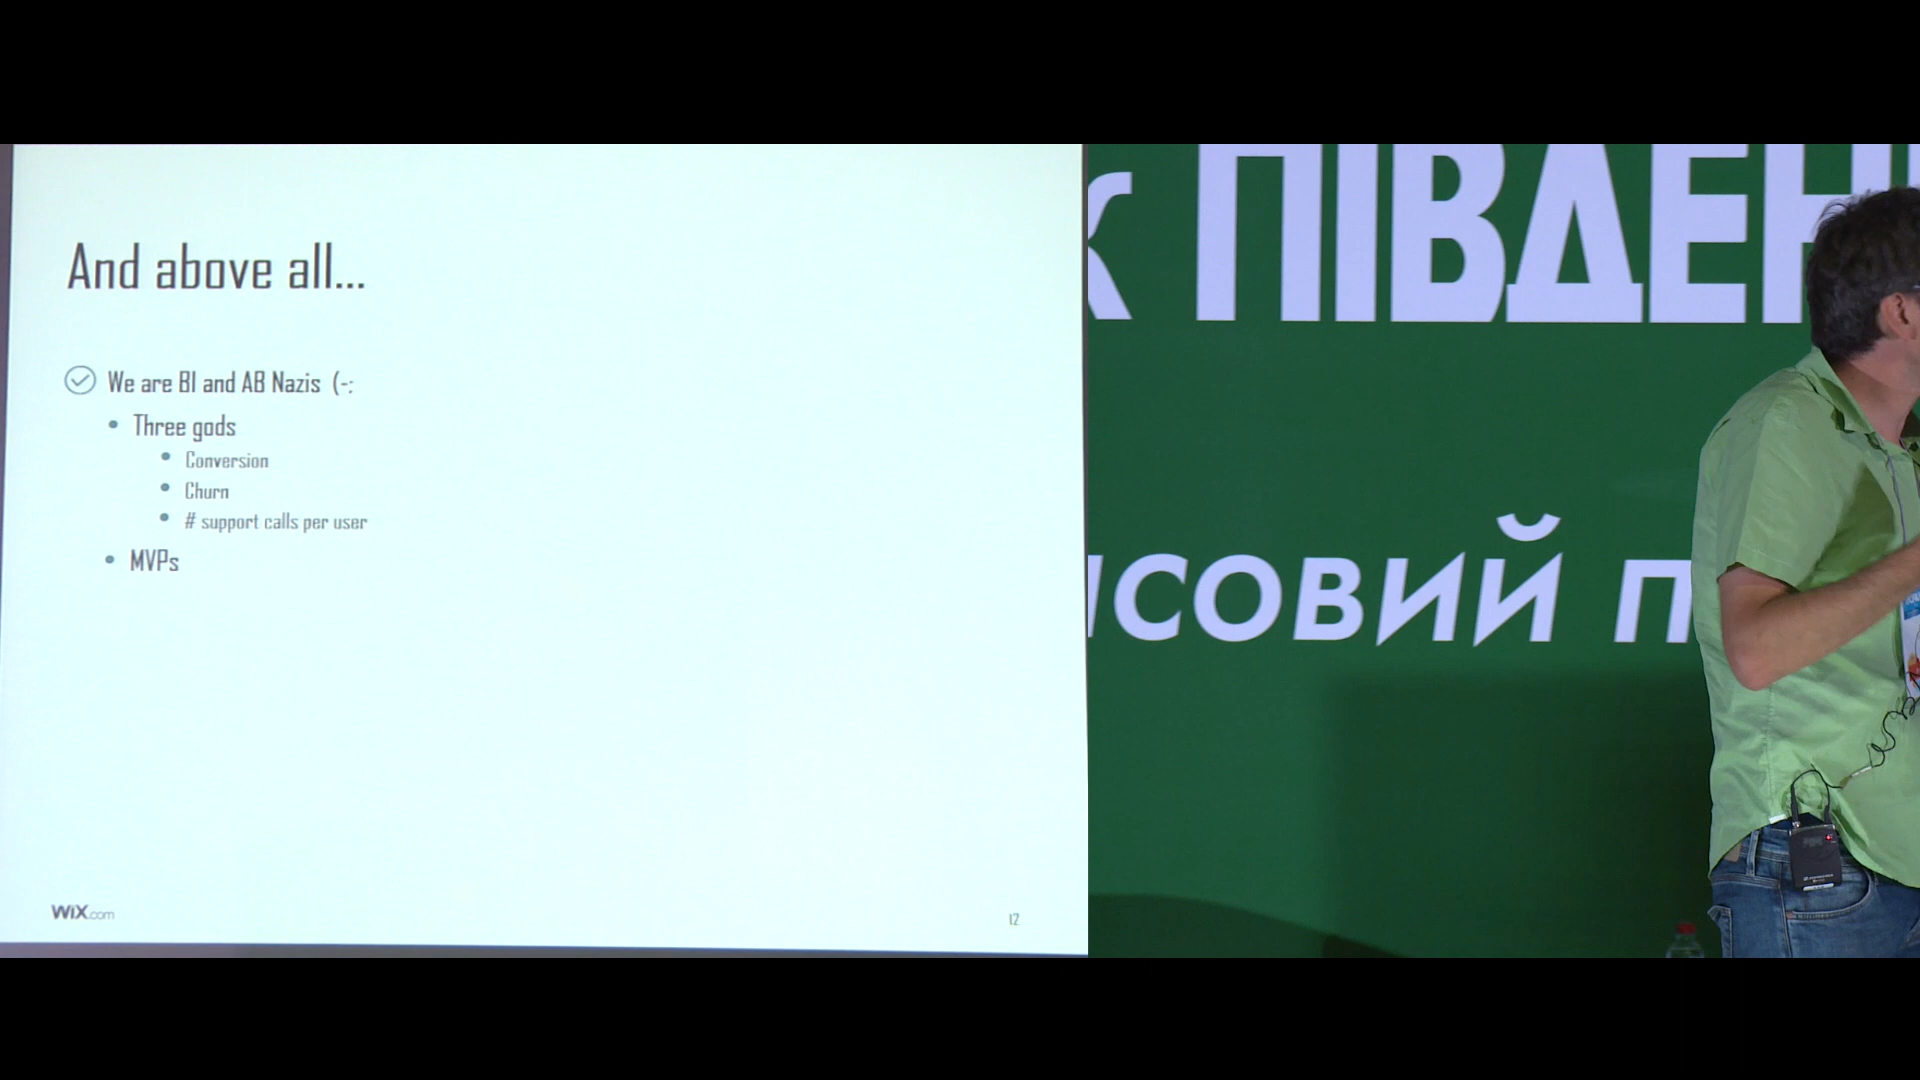 And above all...
We are BI and AB Nazis (-:
Three gods
Conversion
Churn
# support calls per user
MVPs
WiX.com
12
к ПІВДЕН
СОВИЙ П